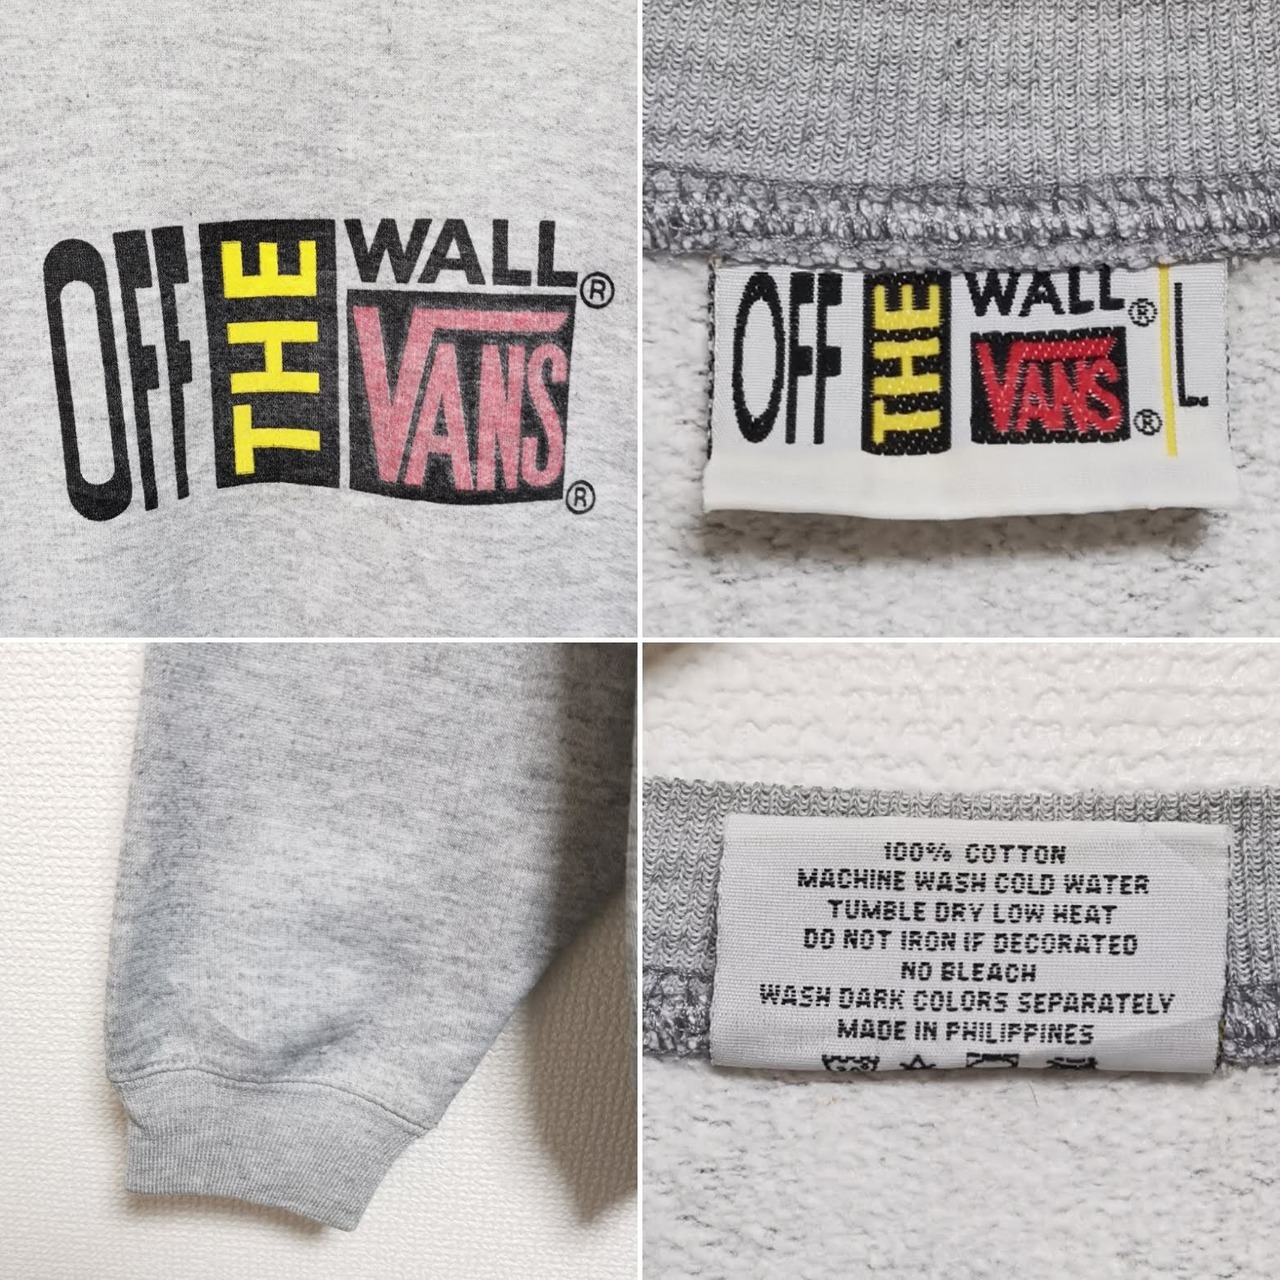 OFF THE WALL®
VANS®
OFF THE WALL® L
VANS®
100% COTTON
MACHINE WASH COLD WATER
TUMBLE DRY LOW HEAT
DO NOT IRON IF DECORATED
NO BLEACH
WASH DARK COLORS SEPARATELY
MADE IN PHILIPPINES